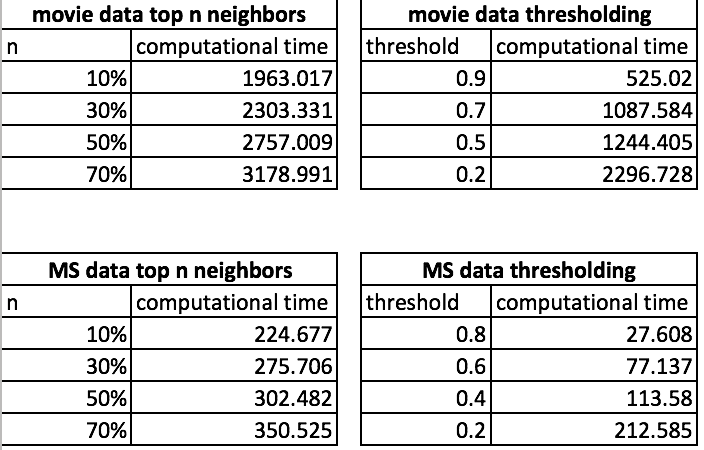 movie data top n neighbors
n computational time
10% 1963.017
30% 2303.331
50% 2757.009
70% 3178.991
movie data thresholding
threshold computational time
0.9 525.02
0.7 1087.584
0.5 1244.405
0.2 2296.728
MS data top n neighbors
n computational time
10% 224.677
30% 275.706
50% 302.482
70% 350.525
MS data thresholding
threshold computational time
0.8 27.608
0.6 77.137
0.4 113.58
0.2 212.585